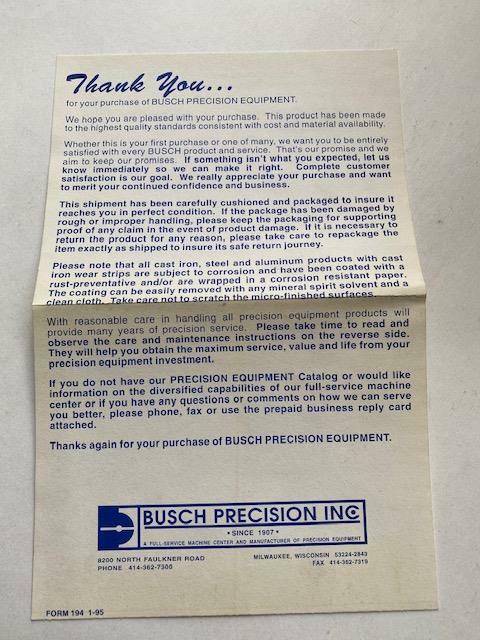 Thank You...
for your purchase of BUSCH PRECISION EQUIPMENT.
We hope you are pleased with your purchase. This product has been made
to the highest quality standards consistent with cost and material availability.
Whether this is your first purchase or one of many, we want you to be entirely
satisfied with every BUSCH product and service. That's our promise and we
aim to keep our promises. If something isn't what you expected, let us
know immediately so we can make it right. Complete customer
satisfaction is our goal. We really appreciate your purchase and want
to merit your continued confidence and business.
This shipment has been carefully cushioned and packaged to insure it
reaches you in perfect condition. If the package has been damaged by
rough or improper handling, please keep the packaging for supporting
proof of any claim in the event of product damage. If it is necessary to
return the product for any reason, please take care to repackage the
item exactly as shipped to insure its safe return journey.
Please note that all cast iron, steel and aluminum products with cast
iron wear strips are subject to corrosion and have been coated with a
rust-preventative and/or are wrapped in a corrosion resistant paper.
The coating can be easily removed with any mineral spirit solvent and a
clean cloth. Take care not to scratch the micro-finished surfaces.
With reasonable care in handling all precision equipment products will
provide many years of precision service. Please take time to read and
observe the care and maintenance instructions on the reverse side.
They will help you obtain the maximum service, value and life from your
precision equipment investment.
If you do not have our PRECISION EQUIPMENT Catalog or would like
information on the diversified capabilities of our full-service machine
center or if you have any questions or comments on how we can serve
you better, please phone, fax or use the prepaid business reply card
attached.
Thanks again for your purchase of BUSCH PRECISION EQUIPMENT.
BUSCH PRECISION INC
• SINCE 1907 •
A FULL-SERVICE MACHINE CENTER AND MANUFACTURER OF PRECISION EQUIPMENT
8200 NORTH FAULKNER ROAD MILWAUKEE, WISCONSIN 53224-2843
PHONE 414-362-7300 FAX 414-362-7319
FORM 194 1-95